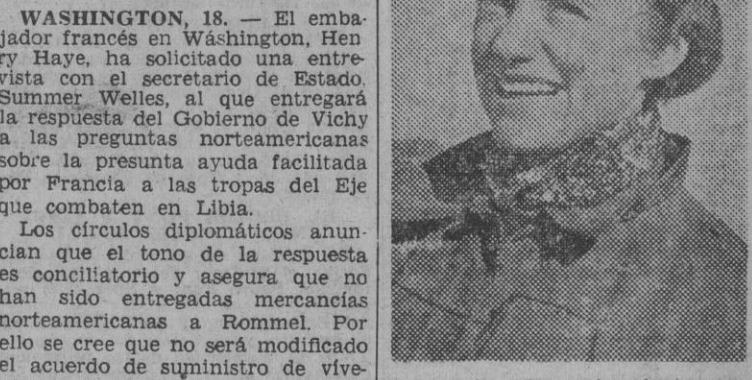 WASHINGTON, 18. — El emba-
jador francés en Wáshington, Hen
ry Haye, ha solicitado una entre-
vista con el secretario de Estado.
Summer Welles, al que entregará
la respuesta del Gobierno de Vichy
a las preguntas norteamericanas
sobre la presunta ayuda facilitada
por Francia a las tropas del Eje
que combaten en Libia.
Los círculos diplomáticos anun-
cian que el tono de la respuesta
es conciliatorio y asegura que no
han sido entregadas mercancías
norteamericanas a Rommel. Por
ello se cree que no será modificado
el acuerdo de suministro de víve-